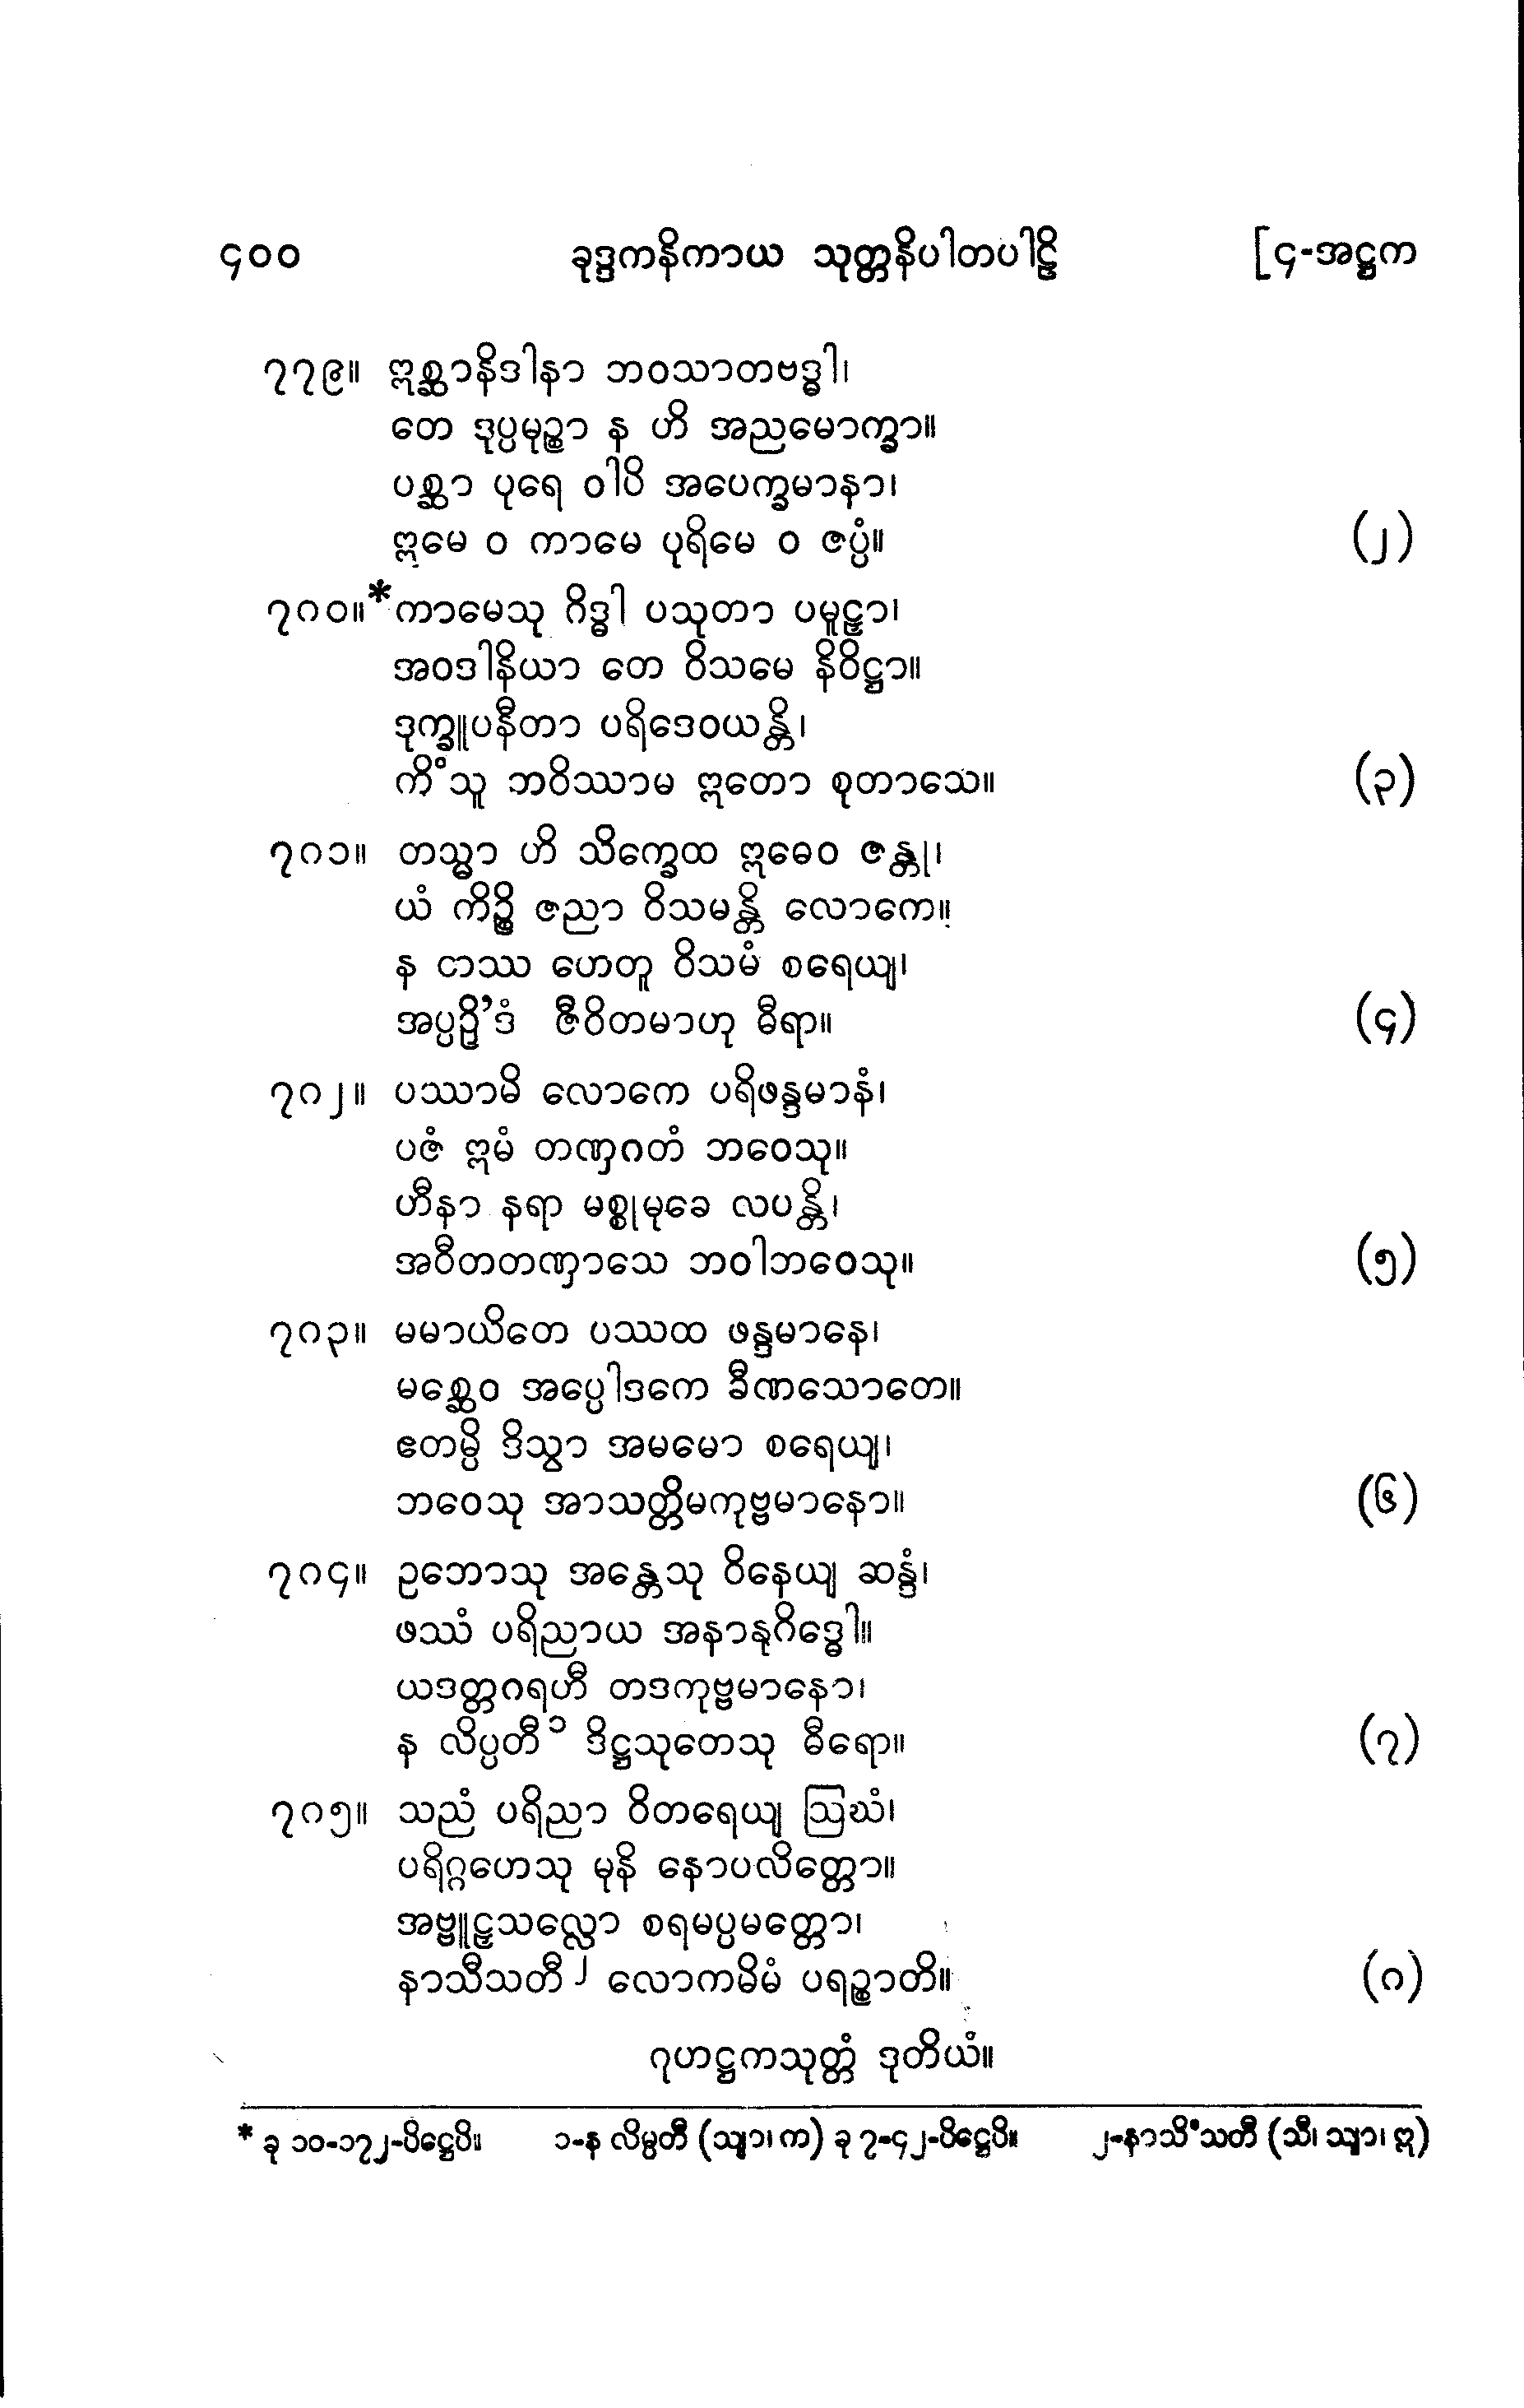 ၄၀၀ ခုဒ္ဒကနိကာယ သုတ္တနိပါတပါဠိ [၄-အဋ္ဌက
၇၇၉။ ဣစ္ဆာနိဒါနာ ဘဝသာတဗဒ္ဓါ၊
တေ ဒုပ္ပမုဉ္စာ န ဟိ အညမောက္ခာ။
ပစ္ဆာ ပုရေ ဝါပိ အပေက္ခမာနာ၊
ဣမေ ဝ ကာမေ ပုရိမေ ဝ ဇပ္ပံ။ (၂)
၇၈၀။*ကာမေသု ဂိဒ္ဓါ ပသုတာ ပမူဠှာ၊
အဝဒါနိယာ တေ ဝိသမေ နိဝိဋ္ဌာ။
ဒုက္ခူပနီတာ ပရိဒေဝယန္တိ၊
ကိံသူ ဘဝိဿာမ ဣတော စုတာသေ။ (၃)
၇၈၁။ တသ္မာ ဟိ သိက္ခေထ ဣဓေဝ ဇန္တု၊
ယံ ကိဉ္စိ ဇညာ ဝိသမန္တိ လောကေ။
န တဿ ဟေတူ ဝိသမံ စရေယျ၊
အပ္ပဉှိ’ဒံ ဇီဝိတမာဟု ဓီရာ။ (၄)
၇၈၂။ ပဿာမိ လောကေ ပရိဖန္ဒမာနံ၊
ပဇံ ဣမံ တဏှဂတံ ဘဝေသု။
ဟီနာ နရာ မစ္စုမုခေ လပန္တိ၊
အဝီတတဏှာသေ ဘဝါဘဝေသု။ (၅)
၇၈၃။ မမာယိတေ ပဿထ ဖန္ဒမာနေ၊
မစ္ဆေဝ အပ္ပေါဒကေ ခီဏသောတေ။
ဧတမ္ပိ ဒိသွာ အမမော စရေယျ၊
ဘဝေသု အာသတ္တိမကုဗ္ဗမာနော။ (၆)
၇၈၄။ ဥဘောသု အန္တေသု ဝိနေယျ ဆန္ဒံ၊
ဖဿံ ပရိညာယ အနာနုဂိဒ္ဓေါ။
ယဒတ္တဂရဟီ တဒကုဗ္ဗမာနော၊
န လိပ္ပတီ ၁ ဒိဋ္ဌသုတေသု ဓီရော။ (၇)
၇၈၅။ သညံ ပရိညာ ဝိတရေယျ ဩဃံ၊
ပရိဂ္ဂဟေသု မုနိ နောပလိတ္တော။
အဗ္ဗူဠှသလ္လော စရမပ္ပမတ္တော၊
နာသီသတီ ၂ လောကမိမံ ပရဉ္စာတိ။ (၈)
ဂုဟဋ္ဌကသုတ္တံ ဒုတိယံ။
* ခု ၁၀-၁၇၂-ပိဋ္ဌေပိ။ ၁-န လိမ္ပတီ (သျာ၊ က) ခု ၇-၄၂-ပိဋ္ဌေပိ။ ၂-နာသိံသတီ (သီ၊ သျာ၊ ဣ)